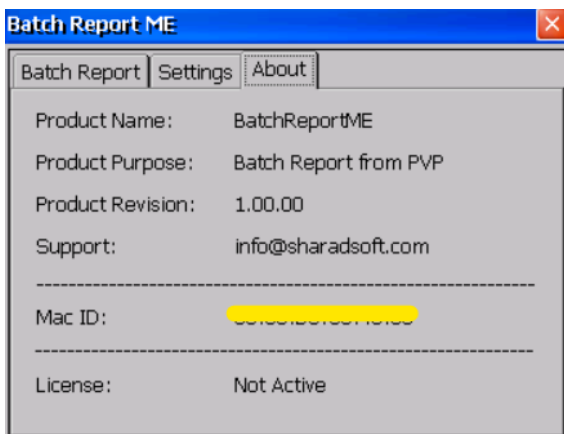 Batch Report ME
Batch Report Settings About
Product Name: BatchReportME
Product Purpose: Batch Report from PVP
Product Revision: 1.00.00
Support: info@sharadsoft.com
------------------------------------------------------------
Mac ID:
------------------------------------------------------------
License: Not Active